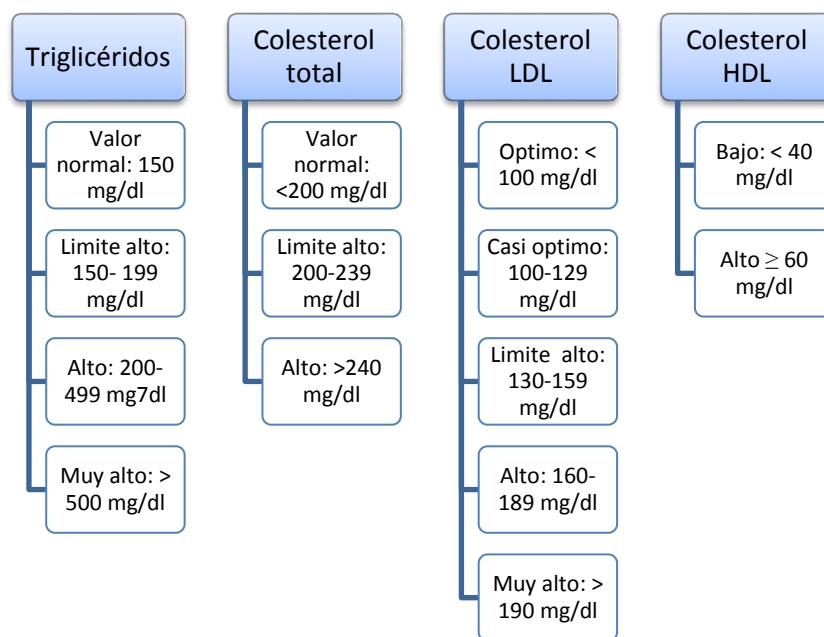 Triglicéridos
Valor
normal: 150
mg/dl
Limite alto:
150- 199
mg/dl
Alto: 200-
499 mg7dl
Muy alto: >
500 mg/dl
Colesterol
total
Valor
normal:
<200 mg/dl
Limite alto:
200-239
mg/dl
Alto: >240
mg/dl
Colesterol
LDL
Optimo: <
100 mg/dl
Casi optimo:
100-129
mg/dl
Limite  alto:
130-159
mg/dl
Alto: 160-
189 mg/dl
Muy alto: >
190 mg/dl
Colesterol
HDL
Bajo: < 40
mg/dl
Alto ≥ 60
mg/dl